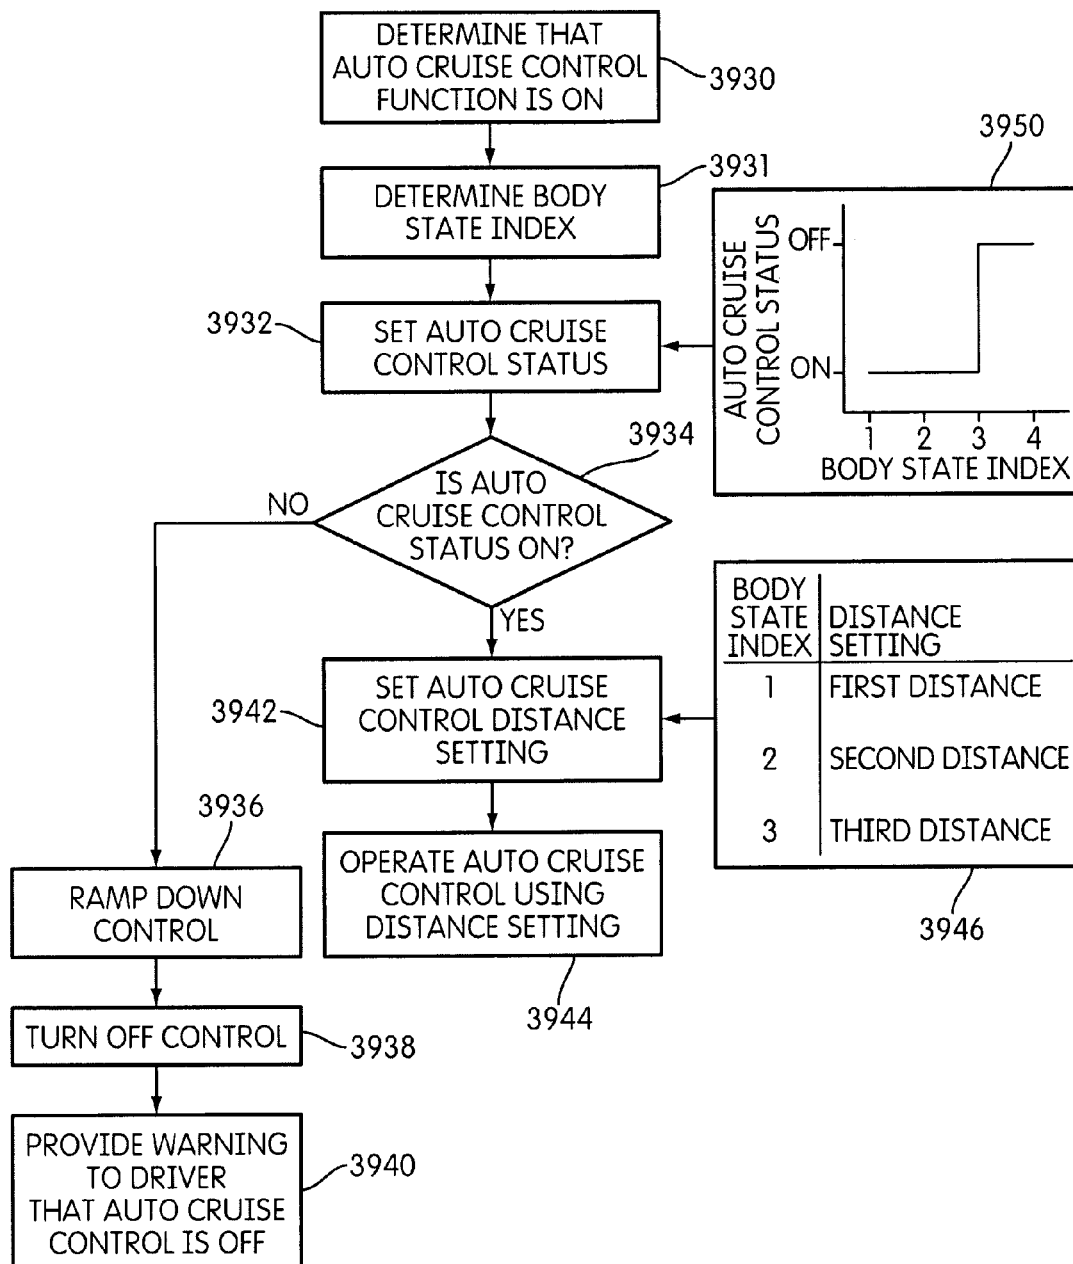 DETERMINE THAT
AUTO CRUISE CONTROL
FUNCTION IS ON
3930
3931
DETERMINE BODY
STATE INDEX
3950
AUTO CRUISE
CONTROL STATUS
OFF
ON
1 2 3 4
BODY STATE INDEX
3932
SET AUTO CRUISE
CONTROL STATUS
3934
IS AUTO
CRUISE CONTROL
STATUS ON?
NO
YES
3942
SET AUTO CRUISE
CONTROL DISTANCE
SETTING
BODY
STATE DISTANCE
INDEX SETTING
1 FIRST DISTANCE
2 SECOND DISTANCE
3 THIRD DISTANCE
3946
OPERATE AUTO CRUISE
CONTROL USING
DISTANCE SETTING
3944
3936
RAMP DOWN
CONTROL
TURN OFF CONTROL
3938
PROVIDE WARNING
TO DRIVER
THAT AUTO CRUISE
CONTROL IS OFF
3940